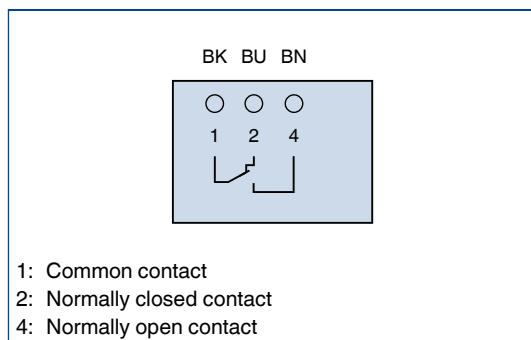 BK BU BN
1 2 4
1: Common contact
2: Normally closed contact
4: Normally open contact